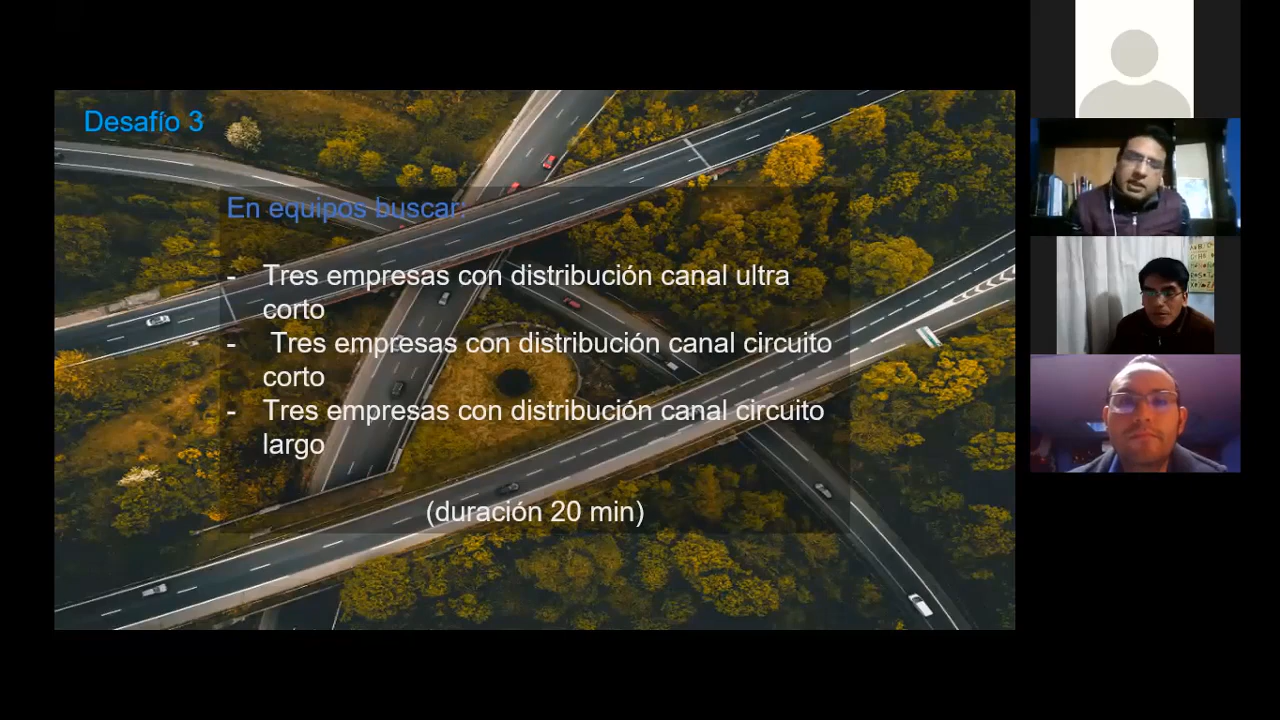 Desafío 3
En equipos buscar:
- Tres empresas con distribución canal ultra
corto
- Tres empresas con distribución canal circuito
corto
- Tres empresas con distribución canal circuito
largo
(duración 20 min)